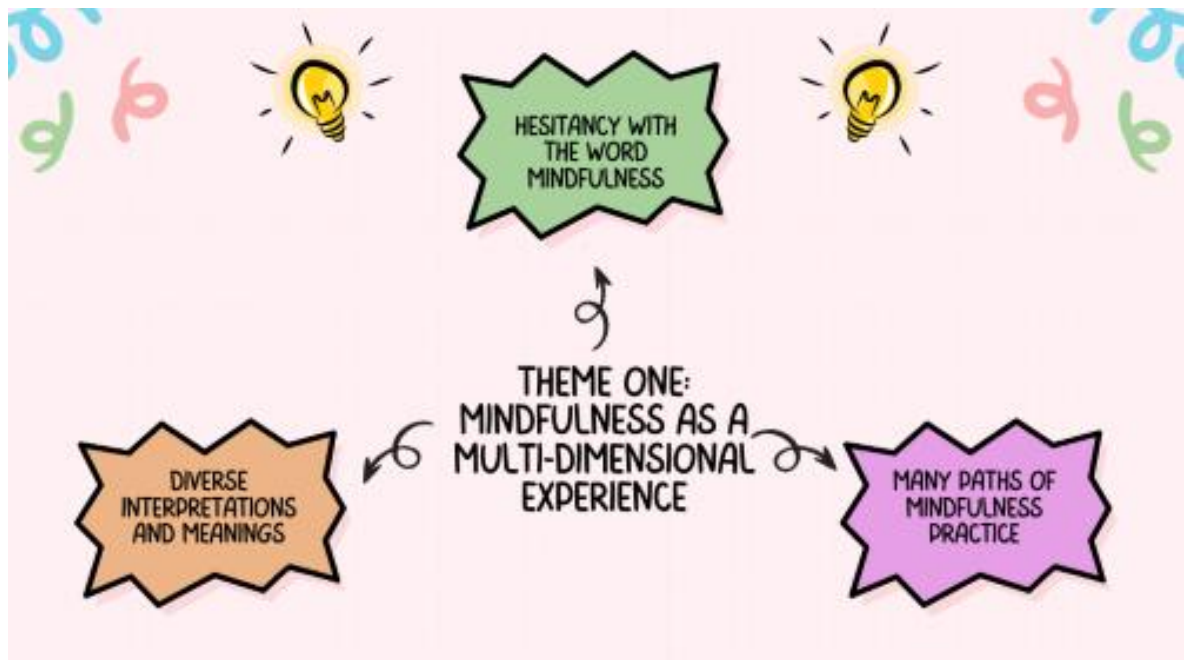 HESITANCY WITH
THE WORD
MINDFULNESS
THEME ONE:
MINDFULNESS AS A
MULTI-DIMENSIONAL
EXPERIENCE
DIVERSE
INTERPRETATIONS
AND MEANINGS
MANY PATHS OF
MINDFULNESS
PRACTICE